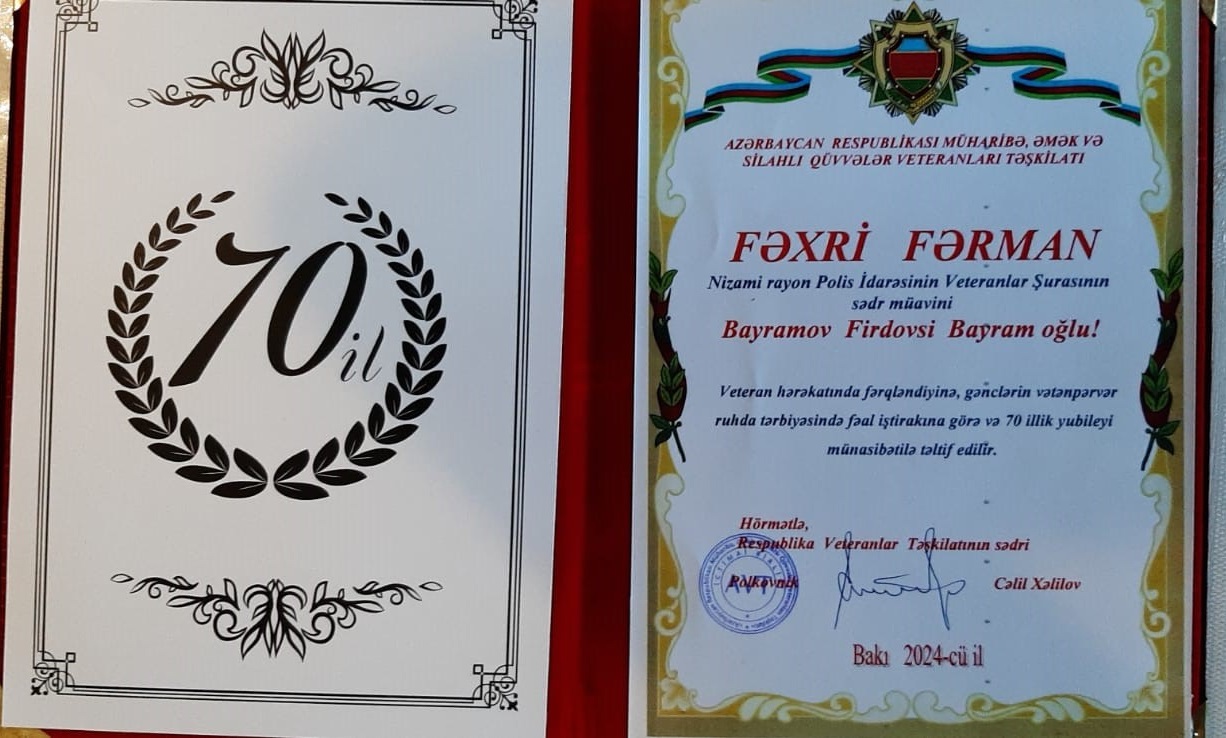 70 il
AZƏRBAYCAN RESPUBLİKASI MÜHARİBƏ, ƏMƏK VƏ
SİLAHLI QÜVVƏLƏR VETERANLARI TƏŞKİLATI
FƏXRİ FƏRMAN
Nizami rayon Polis İdarəsinin Veteranlar Şurasının
sədr müavini
Bayramov Firdovsi Bayram oğlu!
Veteran hərəkatında fərqləndiyinə, gənclərin vətənpərvər
ruhda tərbiyəsində fəal iştirakına görə və 70 illik yubileyi
münasibətilə təltif edilir.
Hörmətlə,
Respublika Veteranlar Təşkilatının sədri
Polkovnik Cəlil Xəlilov
AVT
Bakı 2024-cü il